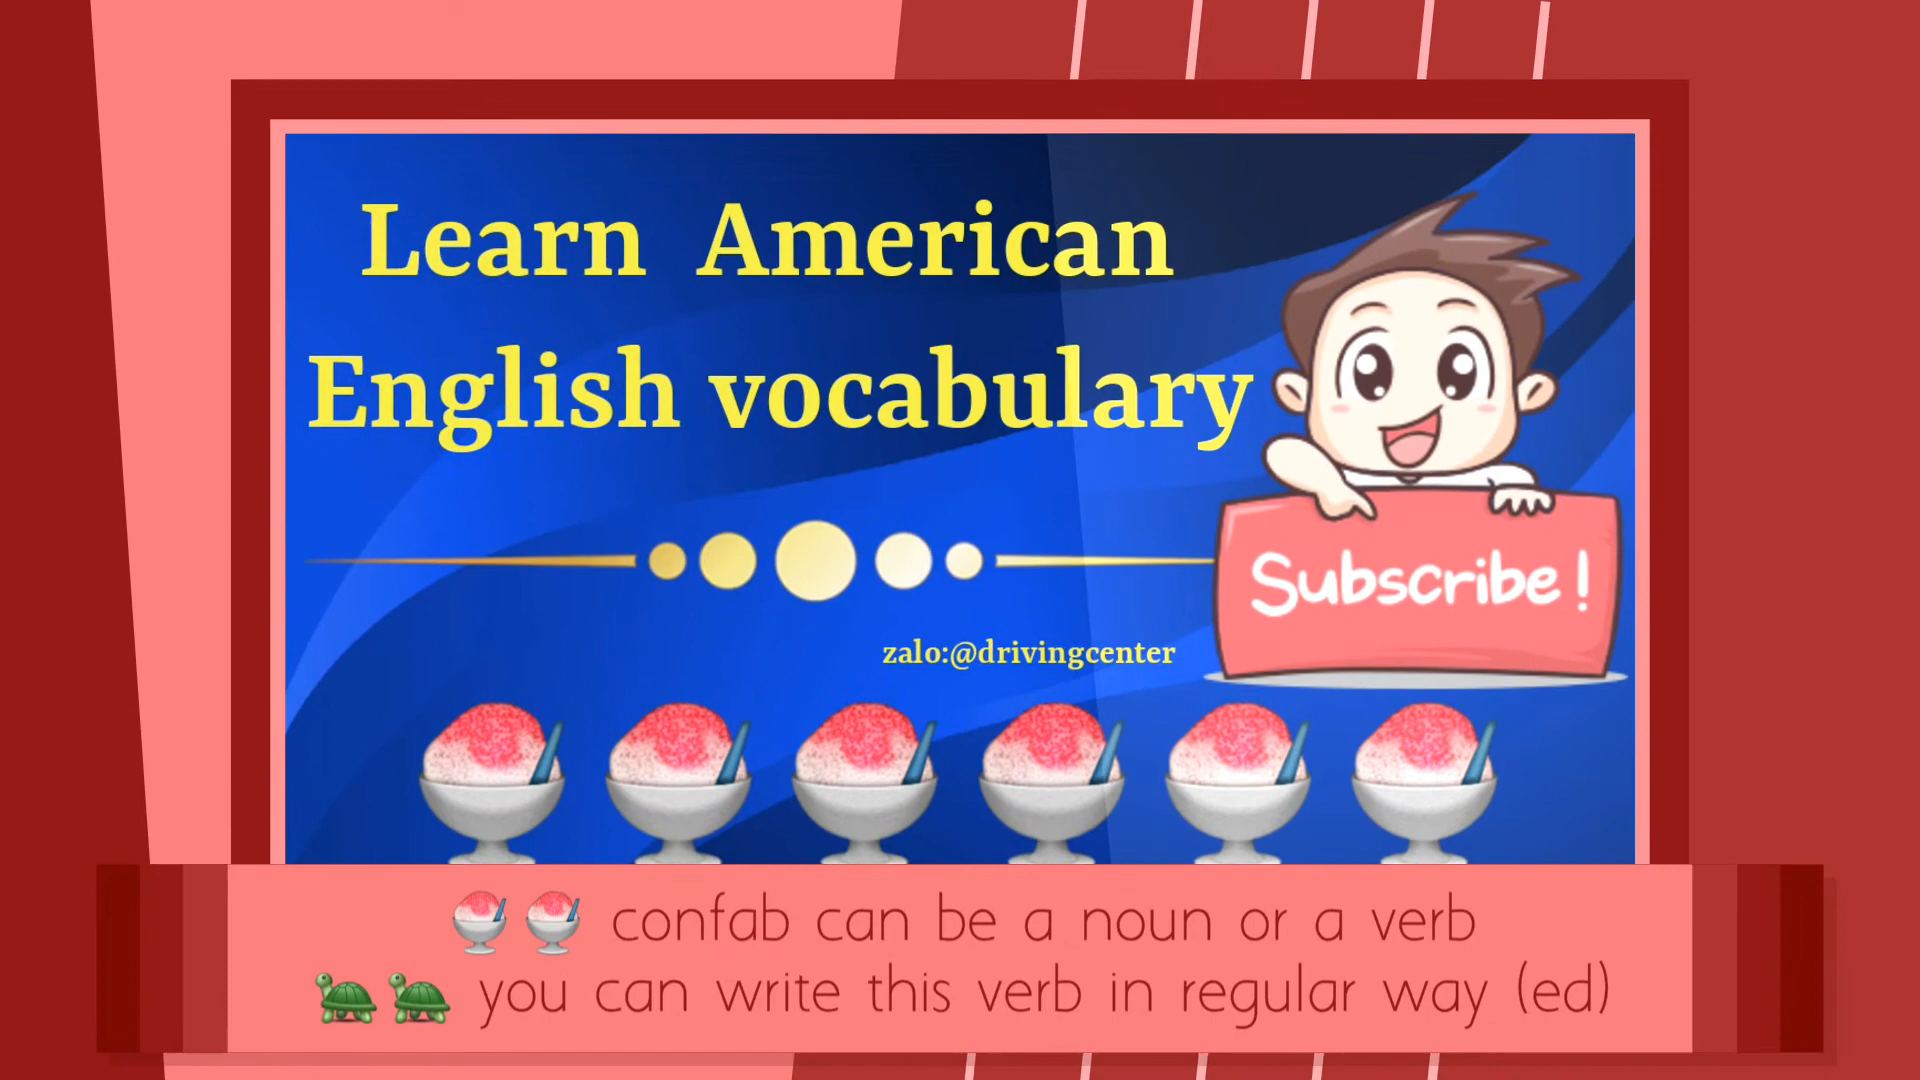 Learn American
English vocabulary
Subscribe!
zalo:@drivingcenter
confab can be a noun or a verb
you can write this verb in regular way (ed)